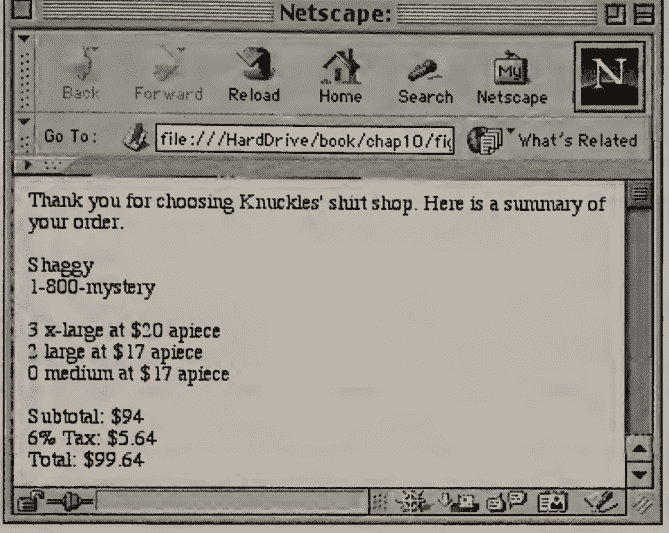 Netscape:
Back Forward Reload Home Search Netscape
My
N
Go To: file:///HardDrive/book/chap10/fig What's Related
Thank you for choosing Knuckles' shirt shop. Here is a summary of
your order.
Shaggy
1-800-mystery
3 x-large at $20 apiece
2 large at $17 apiece
0 medium at $17 apiece
Subtotal: $94
6% Tax: $5.64
Total: $99.64